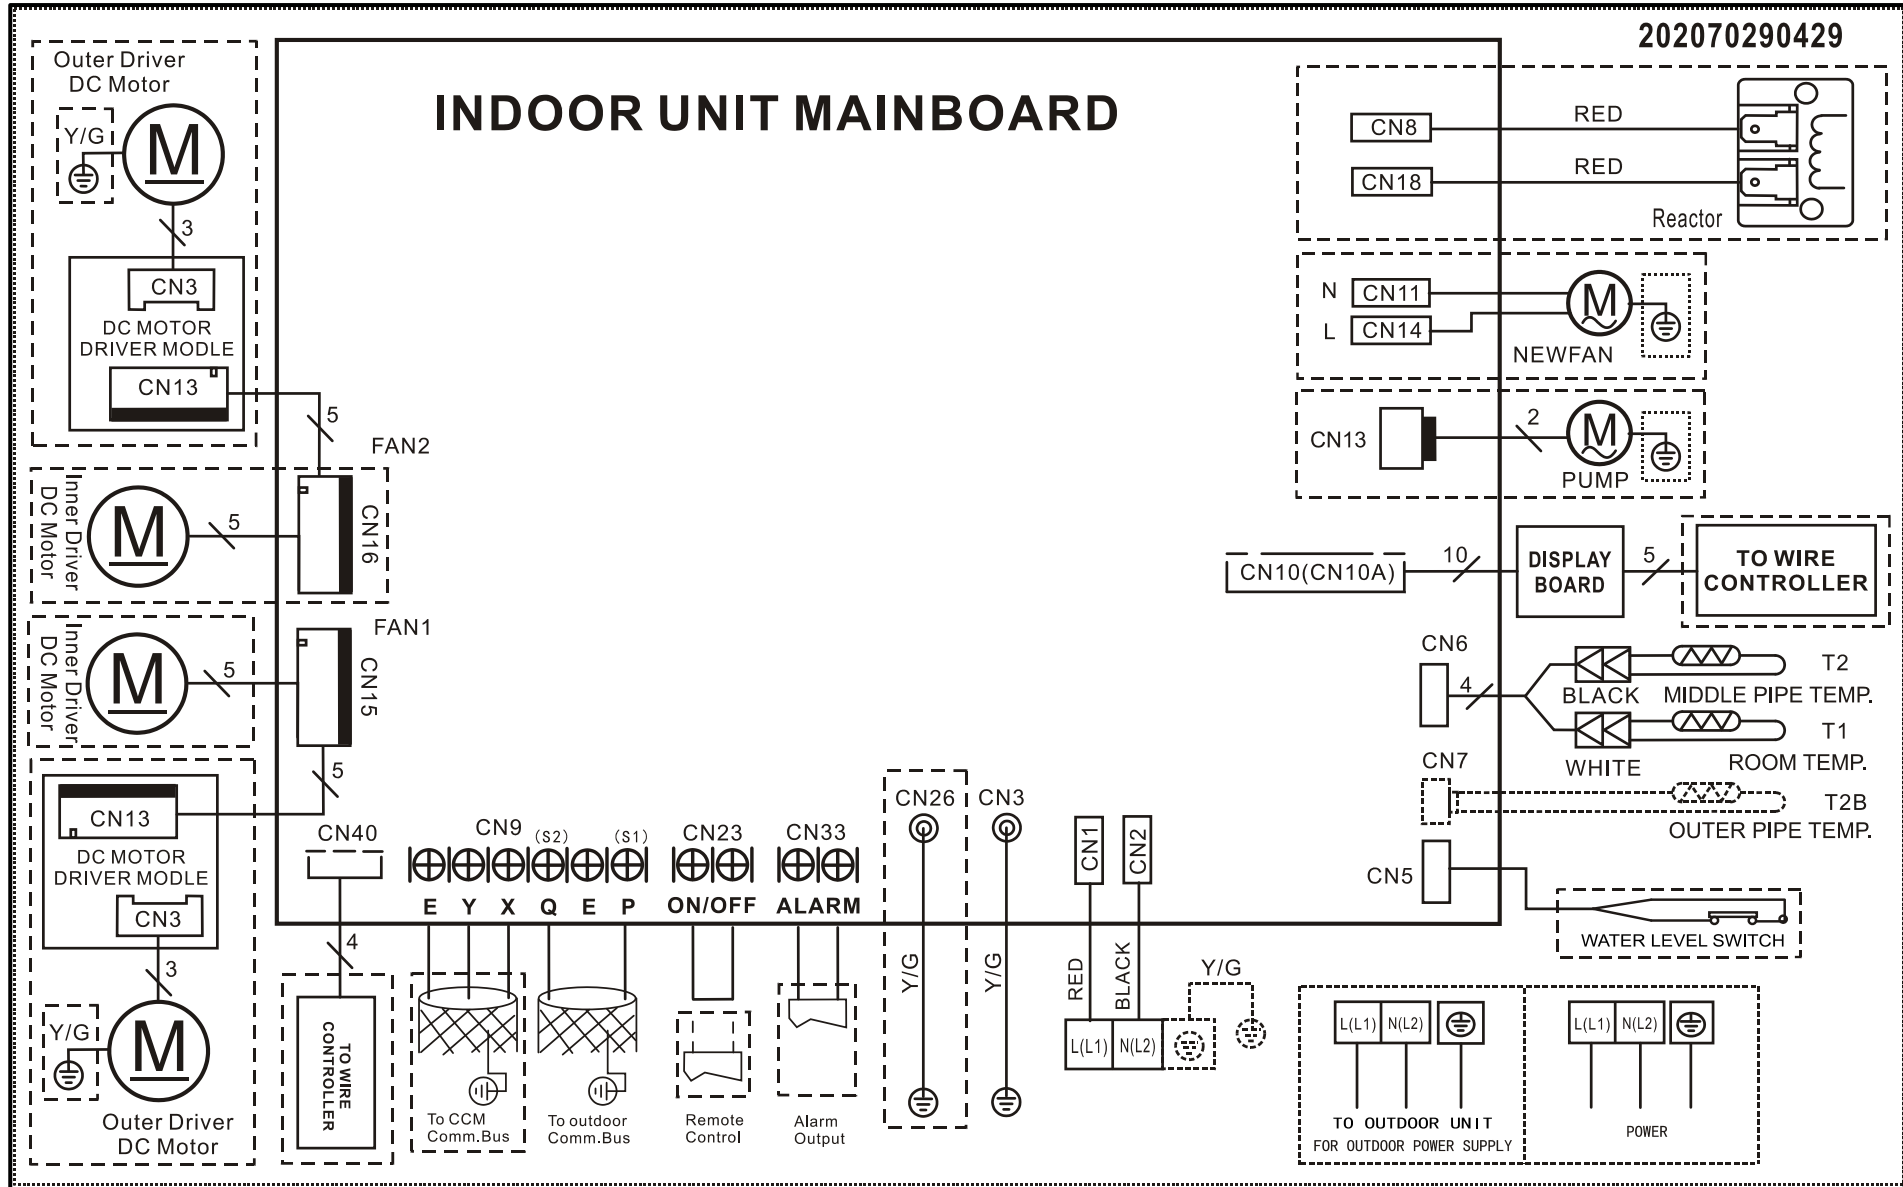 202070290429
INDOOR UNIT MAINBOARD
Outer Driver
DC Motor
Y/G
M
3
CN3
DC MOTOR
DRIVER MODLE
CN13
5
FAN2
Inner Driver
DC Motor
M
5
CN16
FAN1
Inner Driver
DC Motor
M
5
CN15
5
CN13
DC MOTOR
DRIVER MODLE
CN3
3
Y/G
M
Outer Driver
DC Motor
CN40
4
TO WIRE
CONTROLLER
CN9 (S2) (S1)
E Y X Q E P
To CCM
Comm.Bus
To outdoor
Comm.Bus
CN23
ON/OFF
Remote
Control
CN33
ALARM
Alarm
Output
CN26
Y/G
CN3
Y/G
CN1
CN2
RED
BLACK
L(L1) N(L2)
Y/G
CN8
RED
CN18
RED
Reactor
N CN11
L CN14
M
NEWFAN
CN13
2
M
PUMP
CN10(CN10A)
10
DISPLAY
BOARD
5
TO WIRE
CONTROLLER
CN6
4
BLACK
T2
MIDDLE PIPE TEMP.
WHITE
T1
ROOM TEMP.
CN7
T2B
OUTER PIPE TEMP.
CN5
WATER LEVEL SWITCH
L(L1) N(L2)
TO OUTDOOR UNIT
FOR OUTDOOR POWER SUPPLY
L(L1) N(L2)
POWER